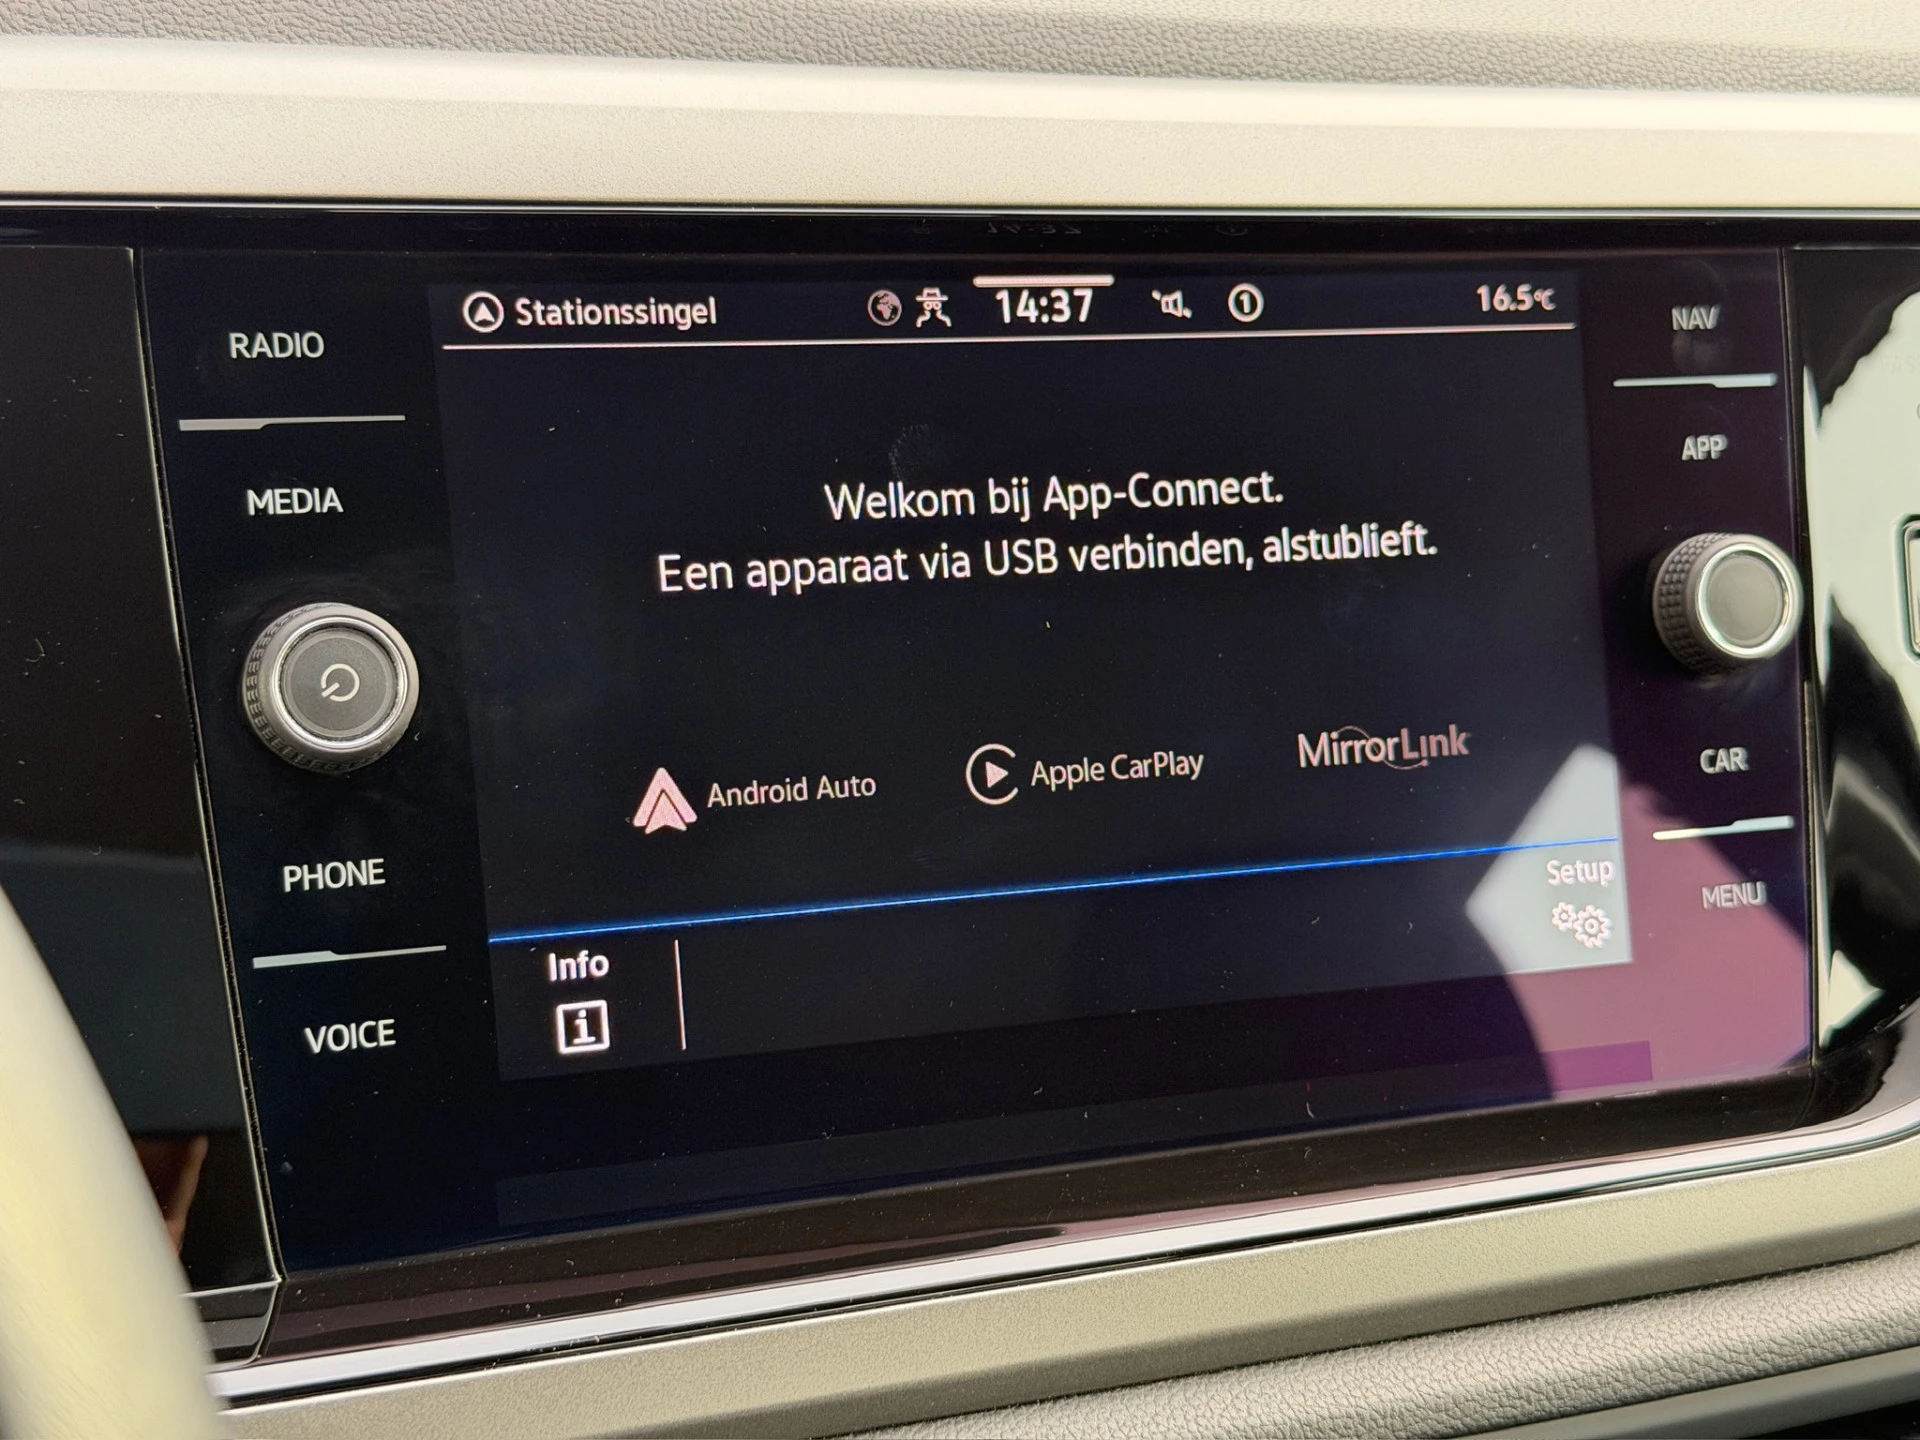 Stationssingel
14:37
1
16.5°C
RADIO
MEDIA
PHONE
VOICE
Welkom bij App-Connect.
Een apparaat via USB verbinden, alstublieft.
Android Auto
Apple CarPlay
MirrorLink
Info
i
Setup
NAV
APP
CAR
MENU